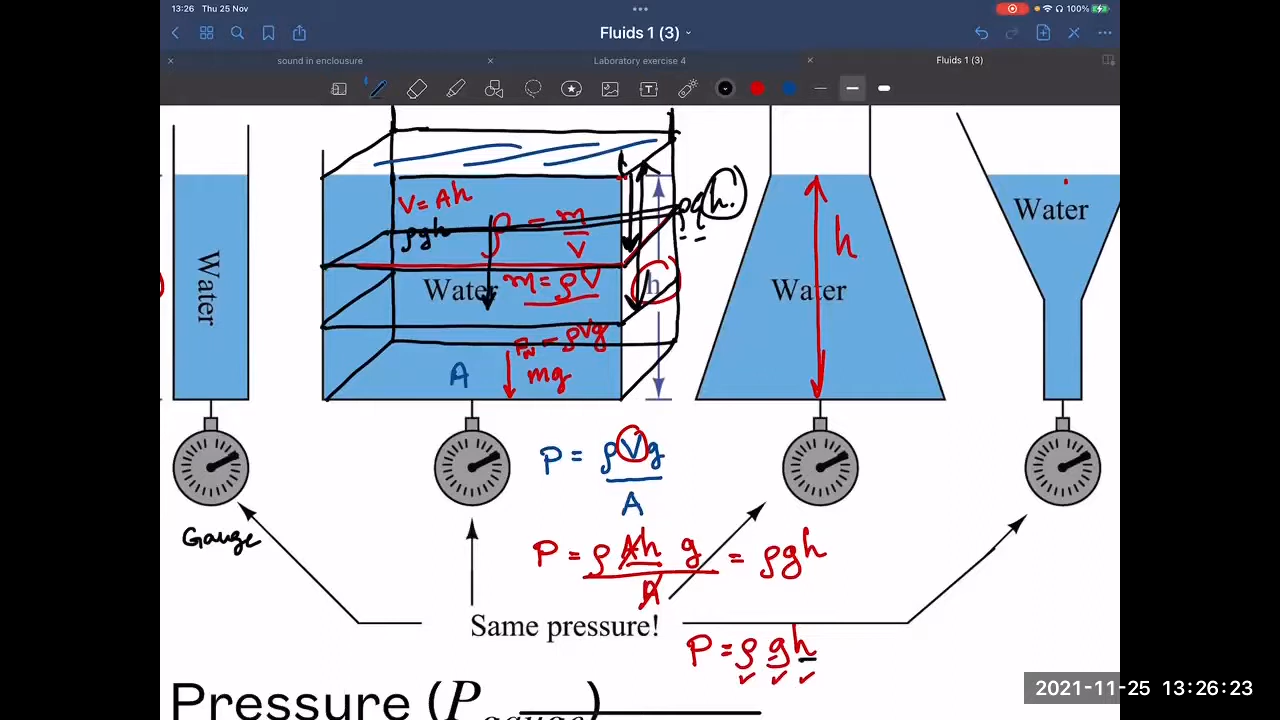 13:26 Thu 25 Nov
100%
Fluids 1 (3)
sound in enclousure
Laboratory exercise 4
Fluids 1 (3)
V = Ah
ρgh
ρ = m/V
ρgh.
h
Water
Water
m = ρV
h
Water
Water
F_N = ρVg
mg
A
h
P = ρVg/A
Gauge
P = ρAhg/A = ρgh
Same pressure!
P = ρgh
Pressure (P_gauge)
2021-11-25 13:26:23